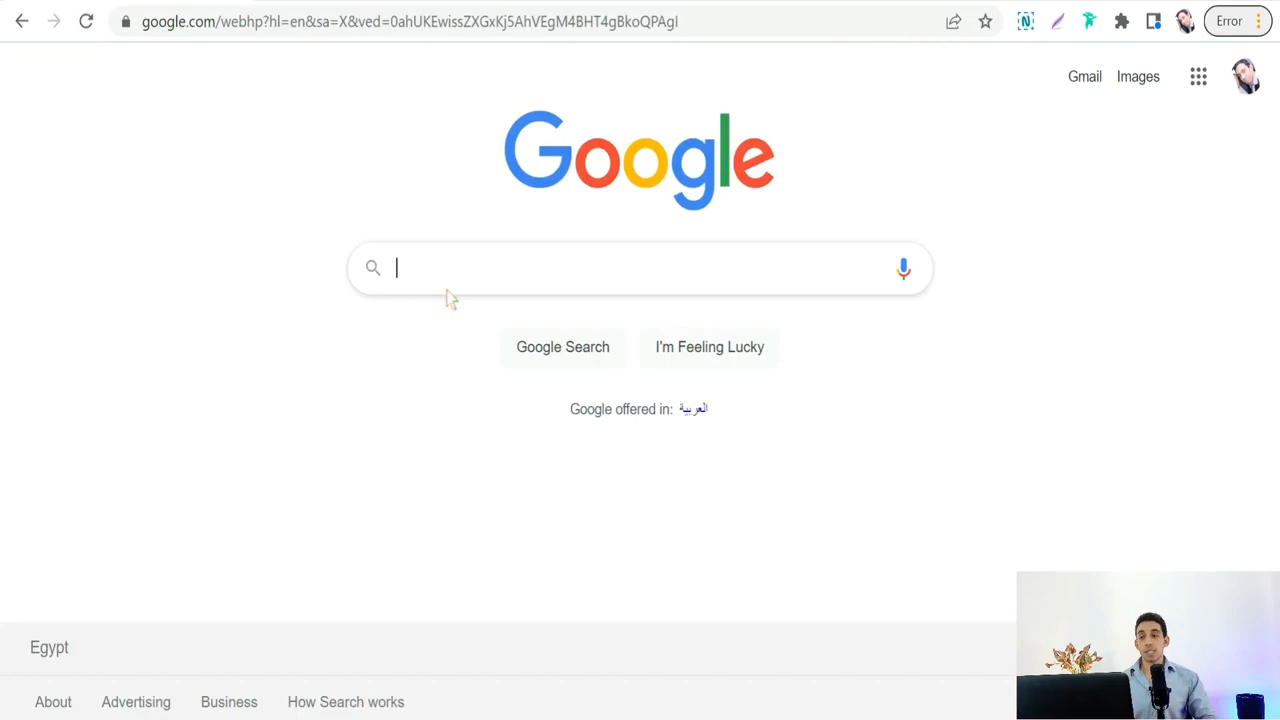 google.com/webhp?hl=en&sa=X&ved=0ahUKEwissZXGxKj5AhVEgM4BHT4gBkoQPAgI
N
Error
Gmail Images
Google
Google Search I'm Feeling Lucky
Google offered in: العربية
Egypt
About Advertising Business How Search works